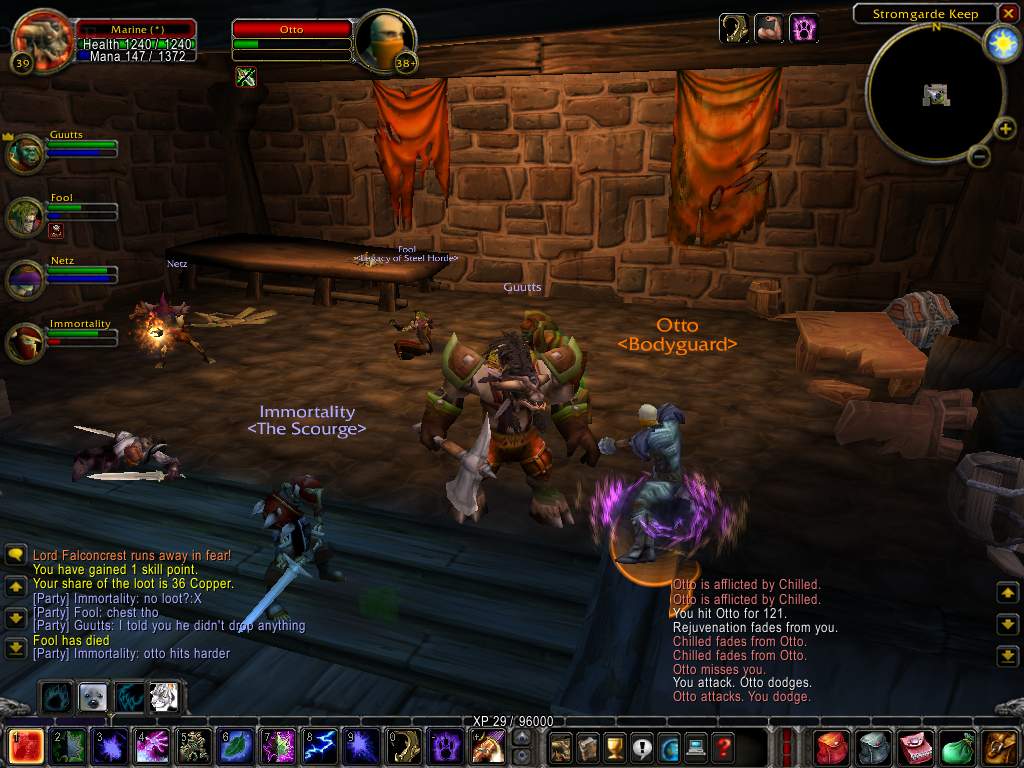 Marine (*)
Health 1240 / 1240
Mana 147 / 1372
39
Otto
38+
Stromgarde Keep
N
Guutts
Fool
Netz
Immortality
Netz
Fool
<Legacy of Steel Horde>
Guutts
Otto
<Bodyguard>
Immortality
<The Scourge>
Lord Falconcrest runs away in fear!
You have gained 1 skill point.
Your share of the loot is 36 Copper.
[Party] Immortality: no loot?:X
[Party] Fool: chest tho
[Party] Guutts: I told you he didn't drop anything
Fool has died
[Party] Immortality: otto hits harder
Otto is afflicted by Chilled.
Otto is afflicted by Chilled.
You hit Otto for 121.
Rejuvenation fades from you.
Chilled fades from Otto.
Chilled fades from Otto.
Otto misses you.
You attack. Otto dodges.
Otto attacks. You dodge.
XP 29 / 96000
1 2 3 4 5 6 7 8 9